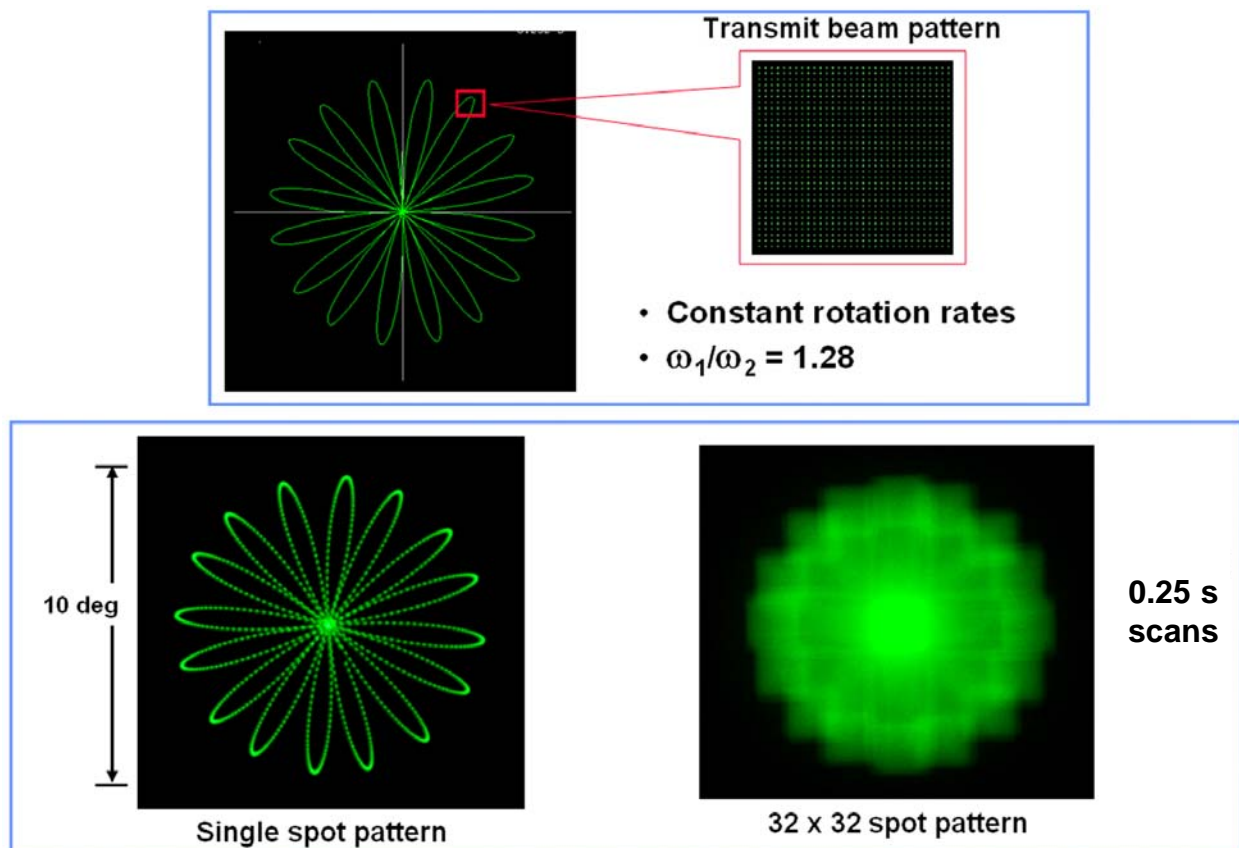 Transmit beam pattern
• Constant rotation rates
• ω₁/ω₂ = 1.28
10 deg
Single spot pattern
32 x 32 spot pattern
0.25 s
scans